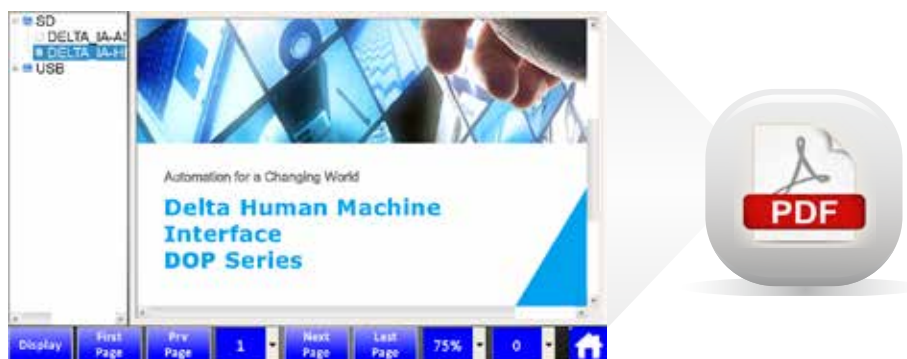 SD
DELTA_IA-AS
DELTA_IA-H
USB
Automation for a Changing World
Delta Human Machine
Interface
DOP Series
PDF
Display
First
Page
Prv
Page
1
Next
Page
Last
Page
75%
0